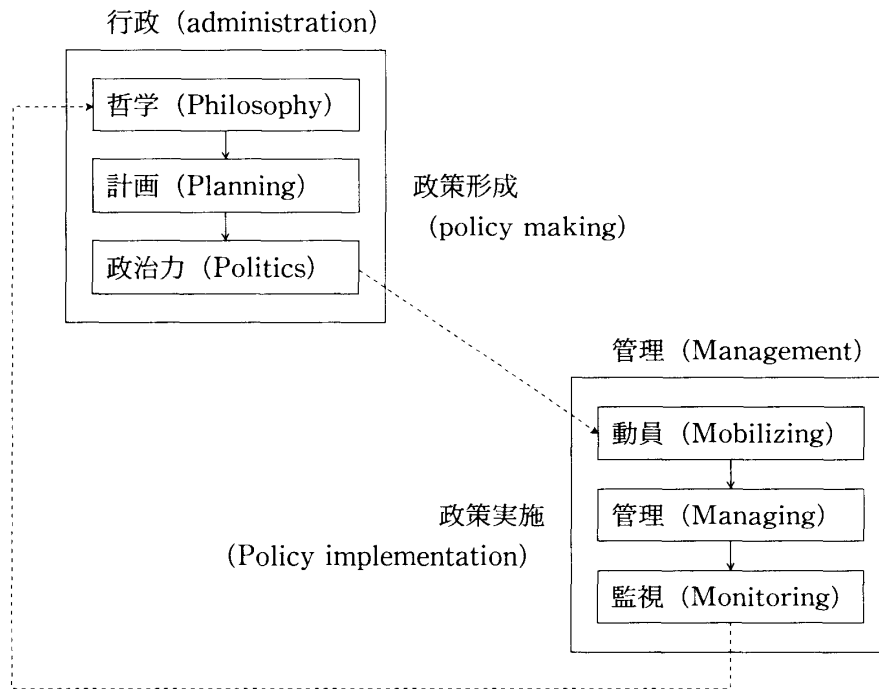 行政（administration）
哲学（Philosophy）
計画（Planning）
政治力（Politics）
政策形成
（policy making）
管理（Management）
動員（Mobilizing）
管理（Managing）
監視（Monitoring）
政策実施
（Policy implementation）